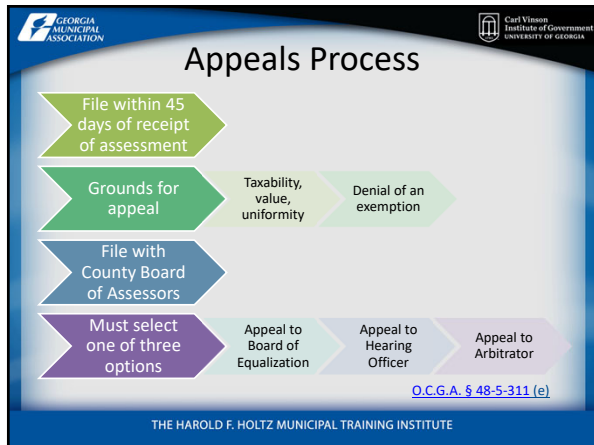 GEORGIA
MUNICIPAL
ASSOCIATION
Carl Vinson
Institute of Government
UNIVERSITY OF GEORGIA
Appeals Process
File within 45
days of receipt
of assessment
Grounds for
appeal
Taxability,
value,
uniformity
Denial of an
exemption
File with
County Board
of Assessors
Must select
one of three
options
Appeal to
Board of
Equalization
Appeal to
Hearing
Officer
Appeal to
Arbitrator
O.C.G.A. § 48-5-311 (e)
THE HAROLD F. HOLTZ MUNICIPAL TRAINING INSTITUTE